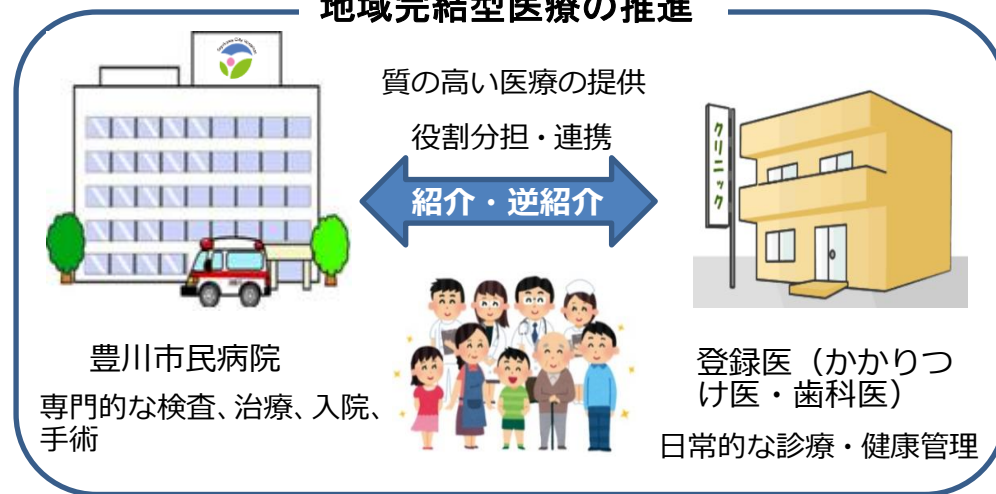 地域完結型医療の推進
質の高い医療の提供
役割分担・連携
紹介・逆紹介
クリニック
豊川市民病院
専門的な検査、治療、入院、
手術
登録医（かかりつ
け医・歯科医）
日常的な診療・健康管理